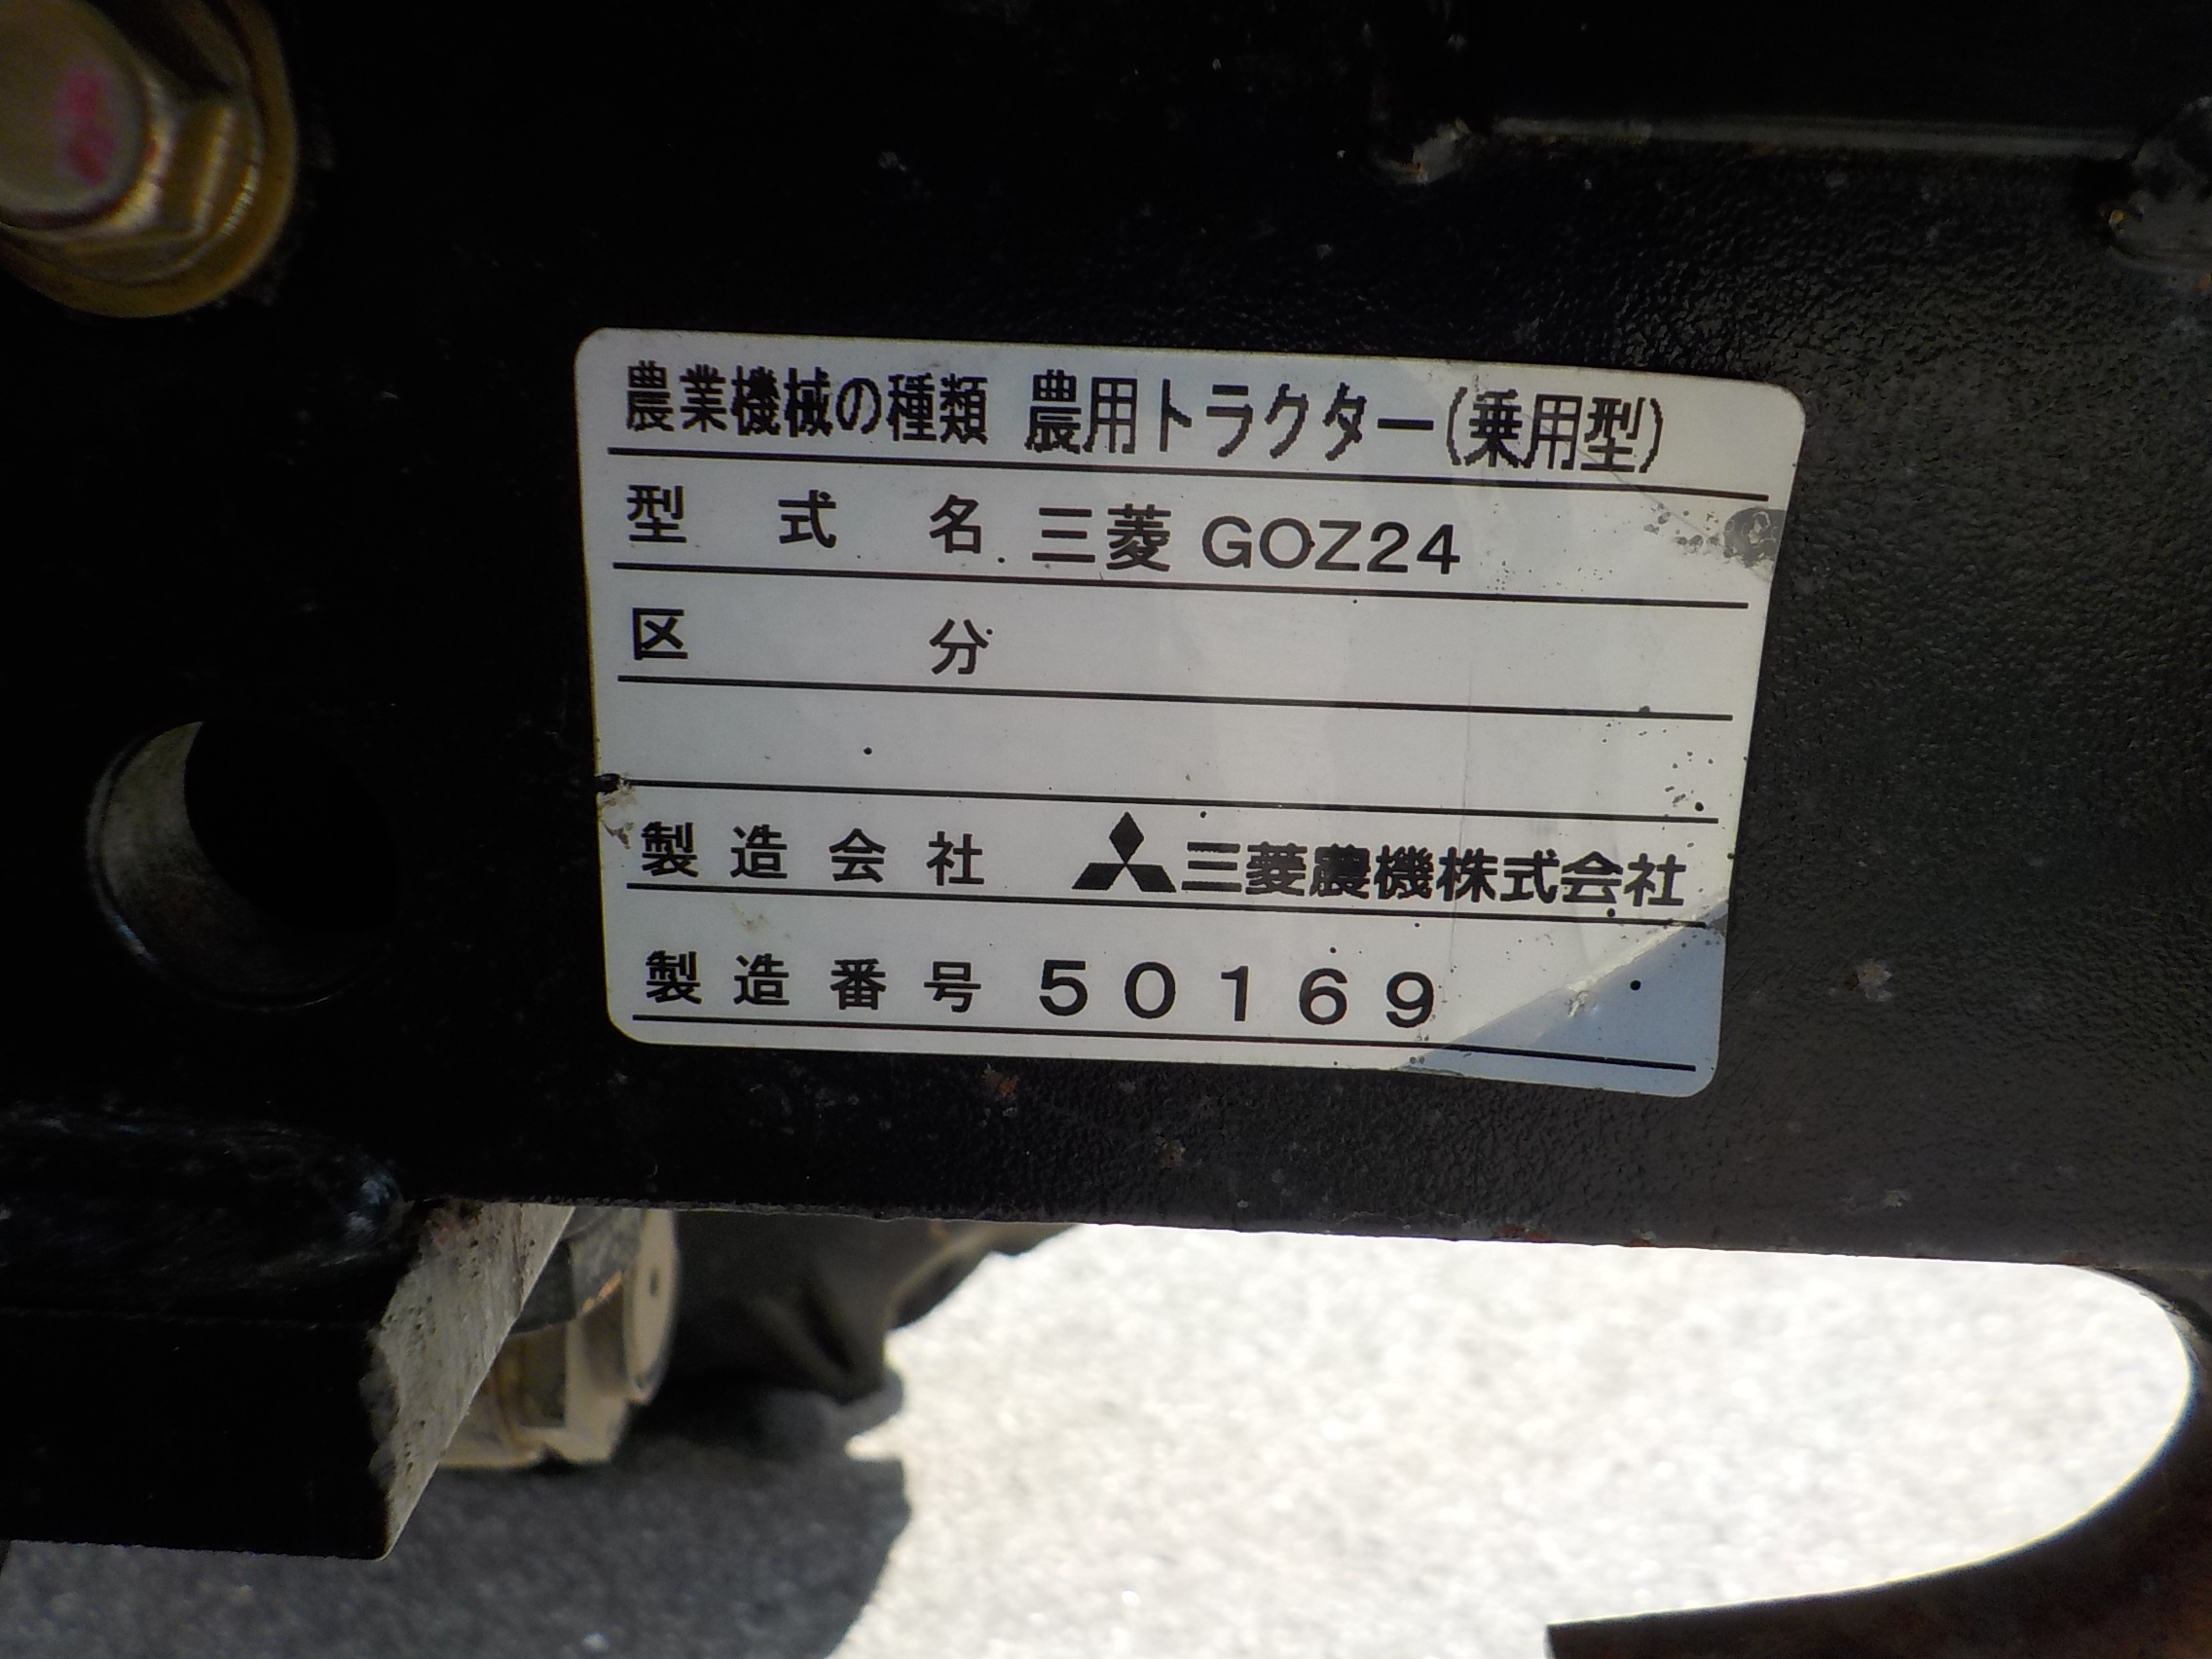 農業機械の種類 農用トラクター(乗用型)
型式名 三菱 GOZ24
区分
製造会社 三菱農機株式会社
製造番号 50169